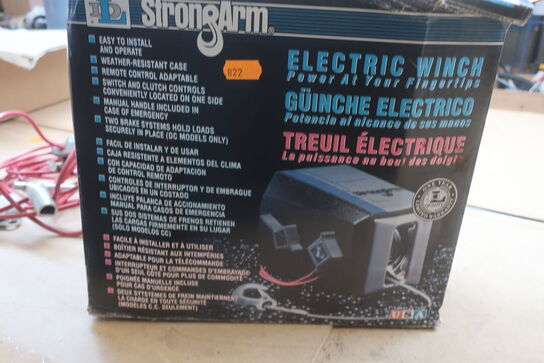 StrongArm®
EASY TO INSTALL
AND OPERATE
WEATHER-RESISTANT CASE
REMOTE CONTROL ADAPTABLE
SWITCH AND CLUTCH CONTROLS
CONVENIENTLY LOCATED ON ONE SIDE
MANUAL HANDLE INCLUDED IN
CASE OF EMERGENCY
TWO BRAKE SYSTEMS HOLD LOADS
SECURELY IN PLACE (DC MODELS ONLY)
FACIL DE INSTALAR Y DE USAR
CAJA RESISTENTE A ELEMENTOS DEL CLIMA
CON CAPACIDAD DE ADAPTACION
DE CONTROL REMOTO
CONTROLES DE INTERRUPTOR Y DE EMBRAGUE
UBICADOS EN UN COSTADO
INCLUYE PALANCA DE ACCIONAMIENTO
MANUAL PARA CASOS DE EMERGENCIA
SUS DOS SISTEMAS DE FRENOS RETIENEN
LAS CARGAS FIRMEMENTE EN SU LUGAR
(SOLO MODELOS CC)
FACILE À INSTALLER ET À UTILISER
BOÎTIER RÉSISTANT AUX INTEMPÉRIES
ADAPTABLE POUR LA TÉLÉCOMMANDE
INTERRUPTEUR ET COMMANDES D'EMBRAYAGE
D'UN SEUL CÔTÉ POUR PLUS DE COMMODITÉ
POIGNÉE MANUELLE INCLUSE
POUR CAS D'URGENCE
DEUX SYSTÈMES DE FREIN MAINTIENNENT
LA CHARGE EN TOUTE SÉCURITÉ
(MODÈLES C.C. SEULEMENT)
822
ELECTRIC WINCH
Power At Your Fingertips
GÜINCHE ELECTRICO
Potencia al alcance de sus manos
TREUIL ÉLECTRIQUE
La puissance au bout des doigts
StrongArm
ONE YEAR
LIMITED WARRANTY
USA